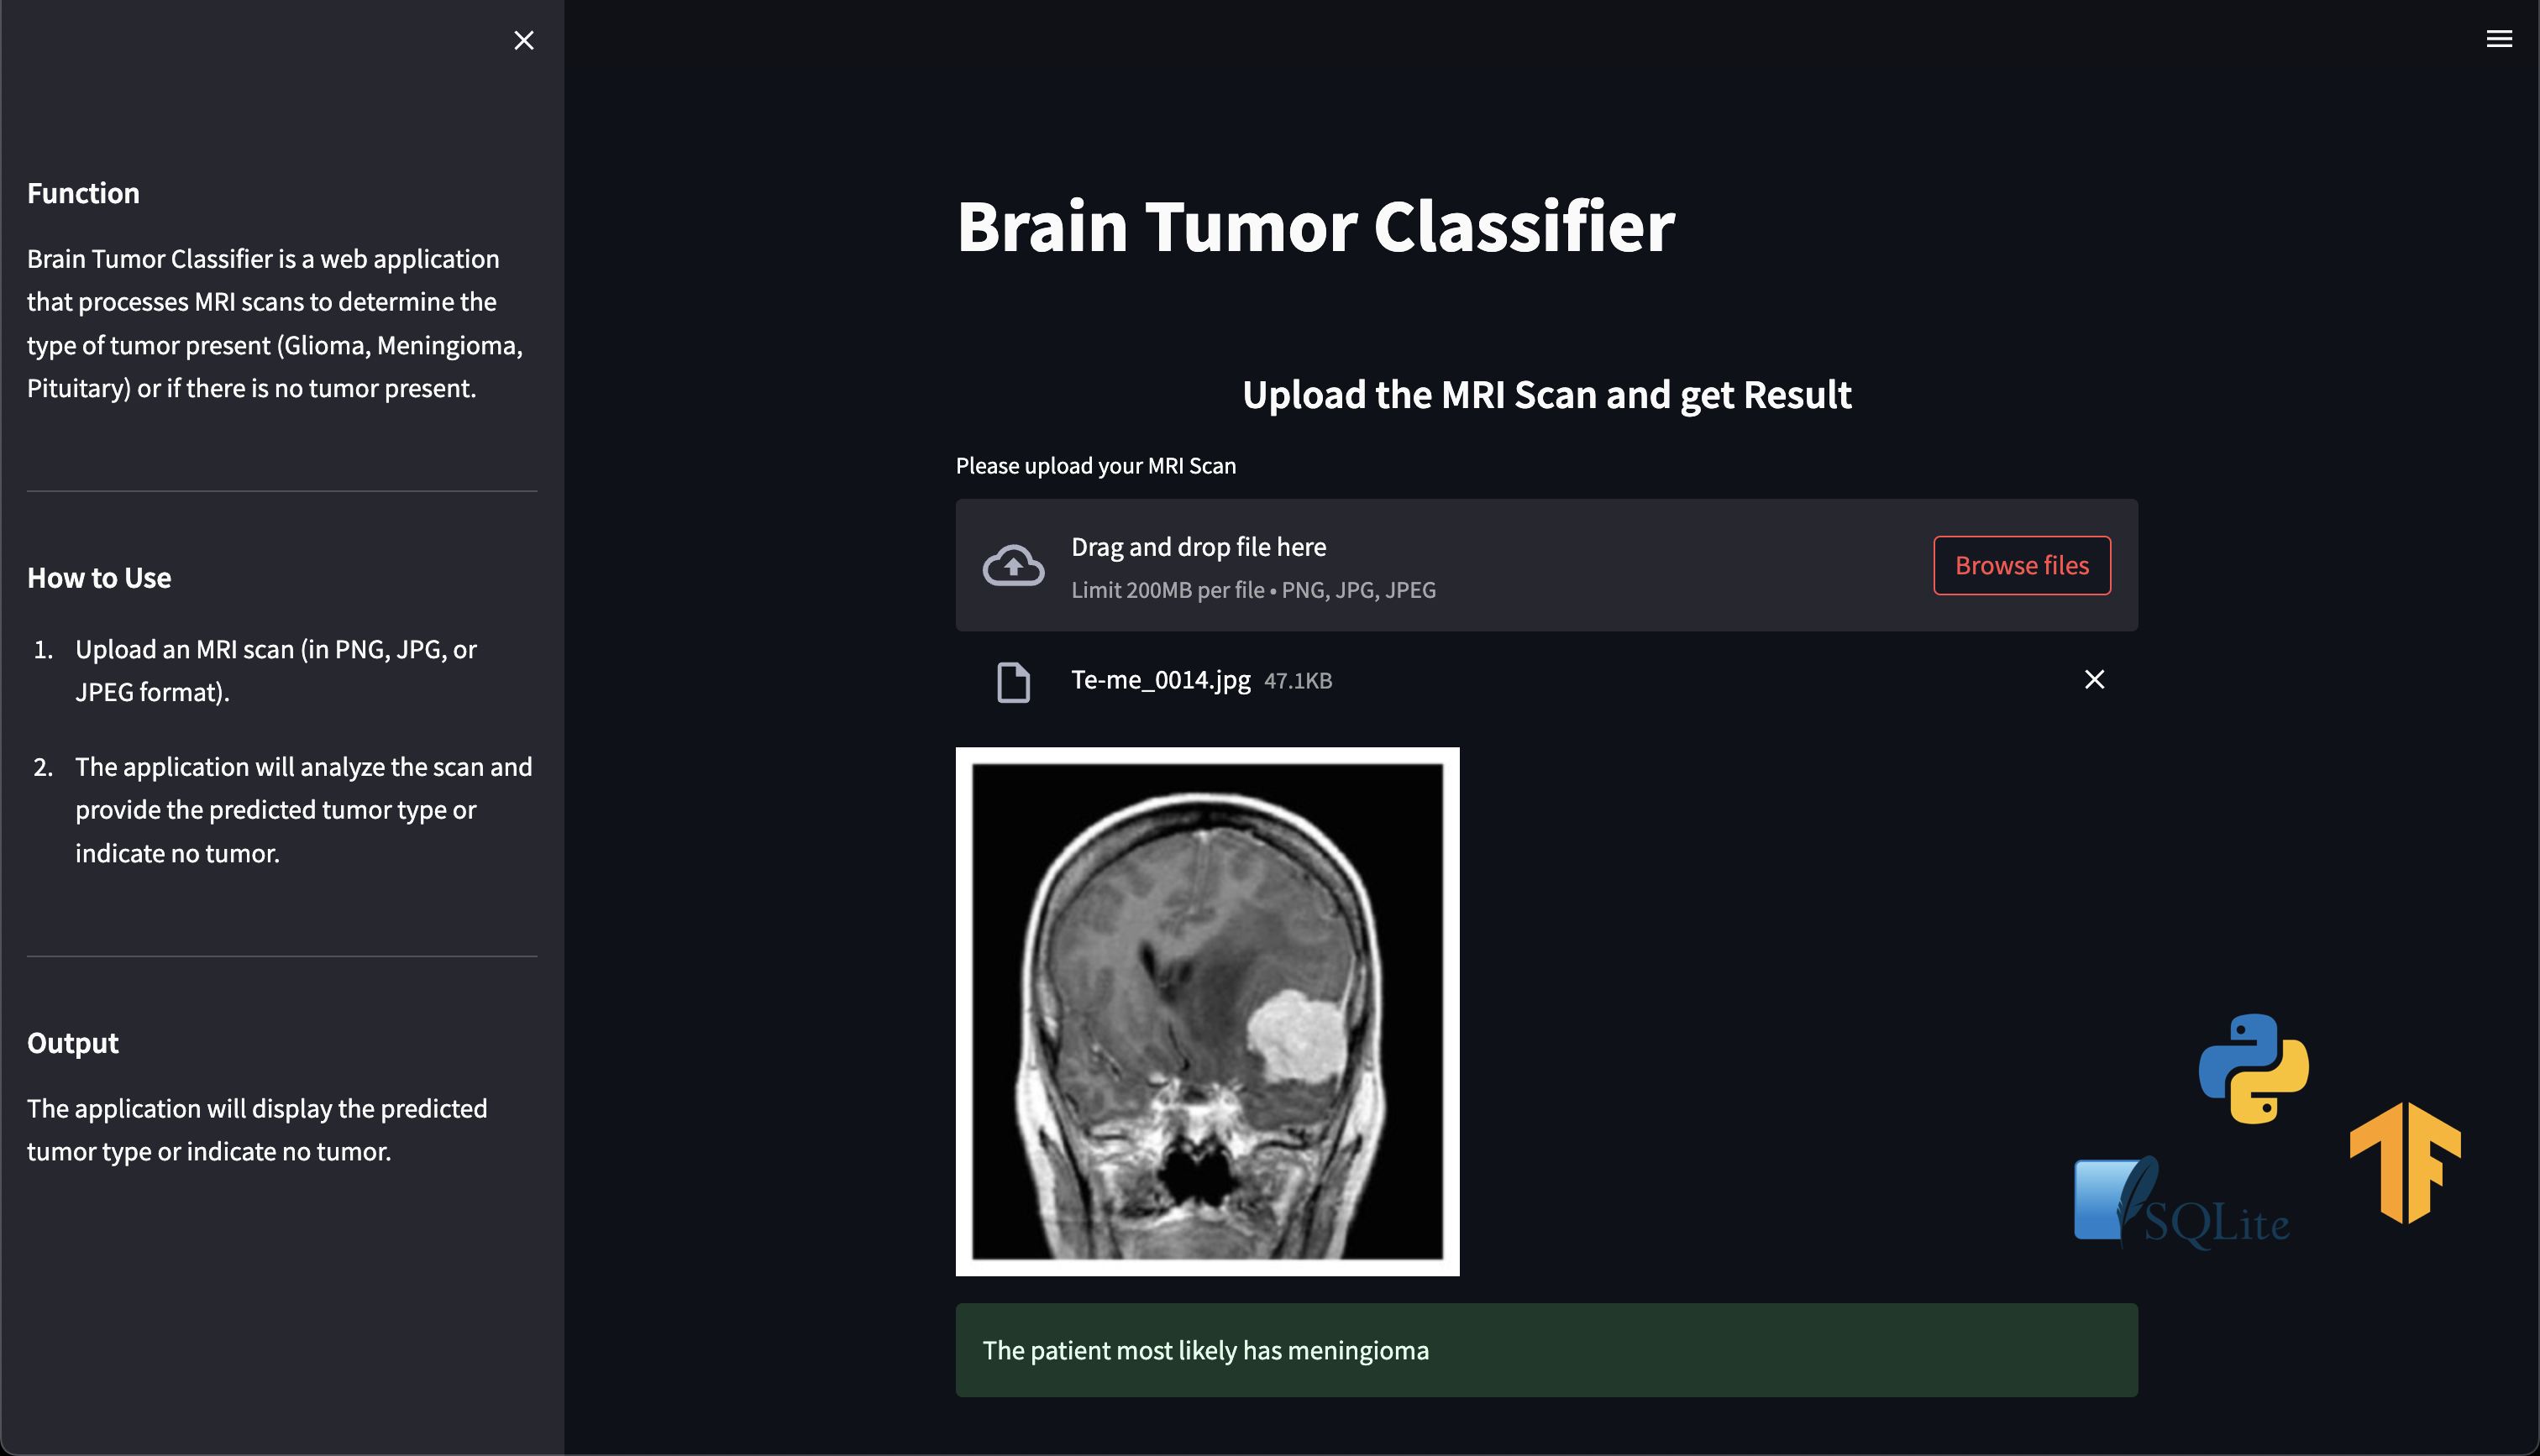 Function
Brain Tumor Classifier is a web application
that processes MRI scans to determine the
type of tumor present (Glioma, Meningioma,
Pituitary) or if there is no tumor present.
How to Use
1. Upload an MRI scan (in PNG, JPG, or
JPEG format).
2. The application will analyze the scan and
provide the predicted tumor type or
indicate no tumor.
Output
The application will display the predicted
tumor type or indicate no tumor.
Brain Tumor Classifier
Upload the MRI Scan and get Result
Please upload your MRI Scan
Drag and drop file here
Limit 200MB per file • PNG, JPG, JPEG
Browse files
Te-me_0014.jpg 47.1KB
SQLite
The patient most likely has meningioma